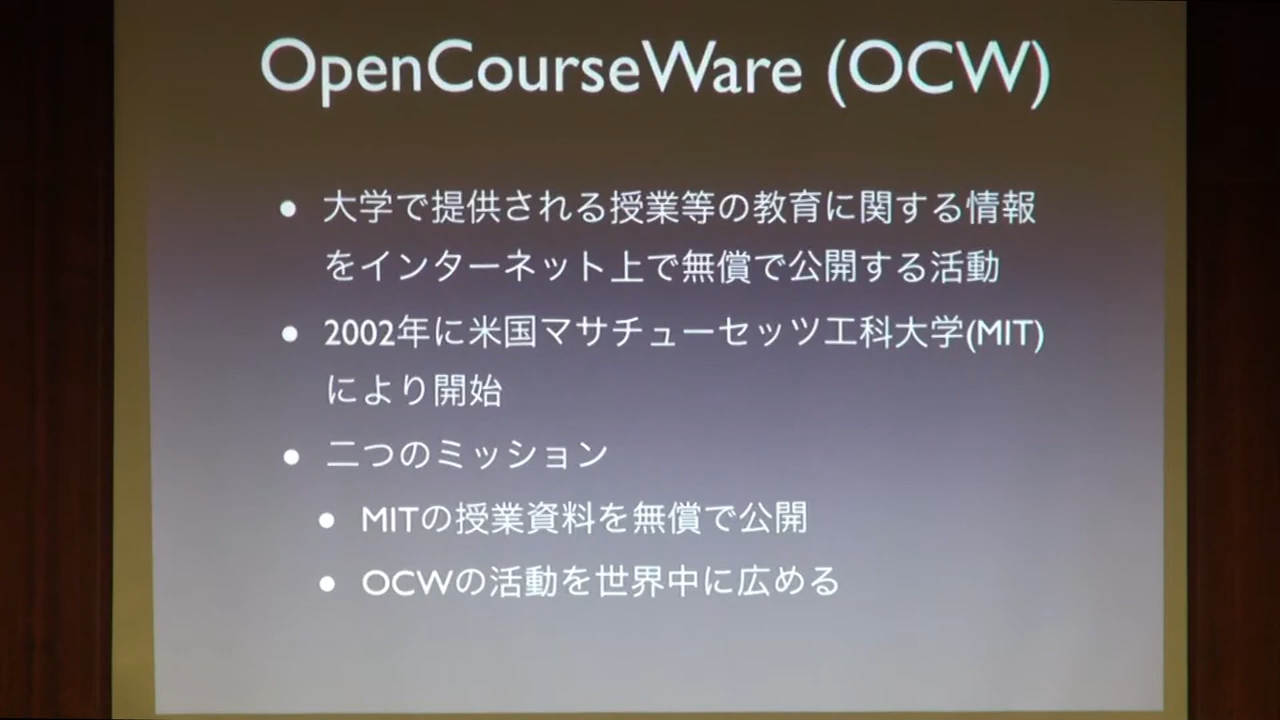 OpenCourseWare (OCW)
• 大学で提供される授業等の教育に関する情報
をインターネット上で無償で公開する活動
• 2002年に米国マサチューセッツ工科大学(MIT)
により開始
• 二つのミッション
• MITの授業資料を無償で公開
• OCWの活動を世界中に広める